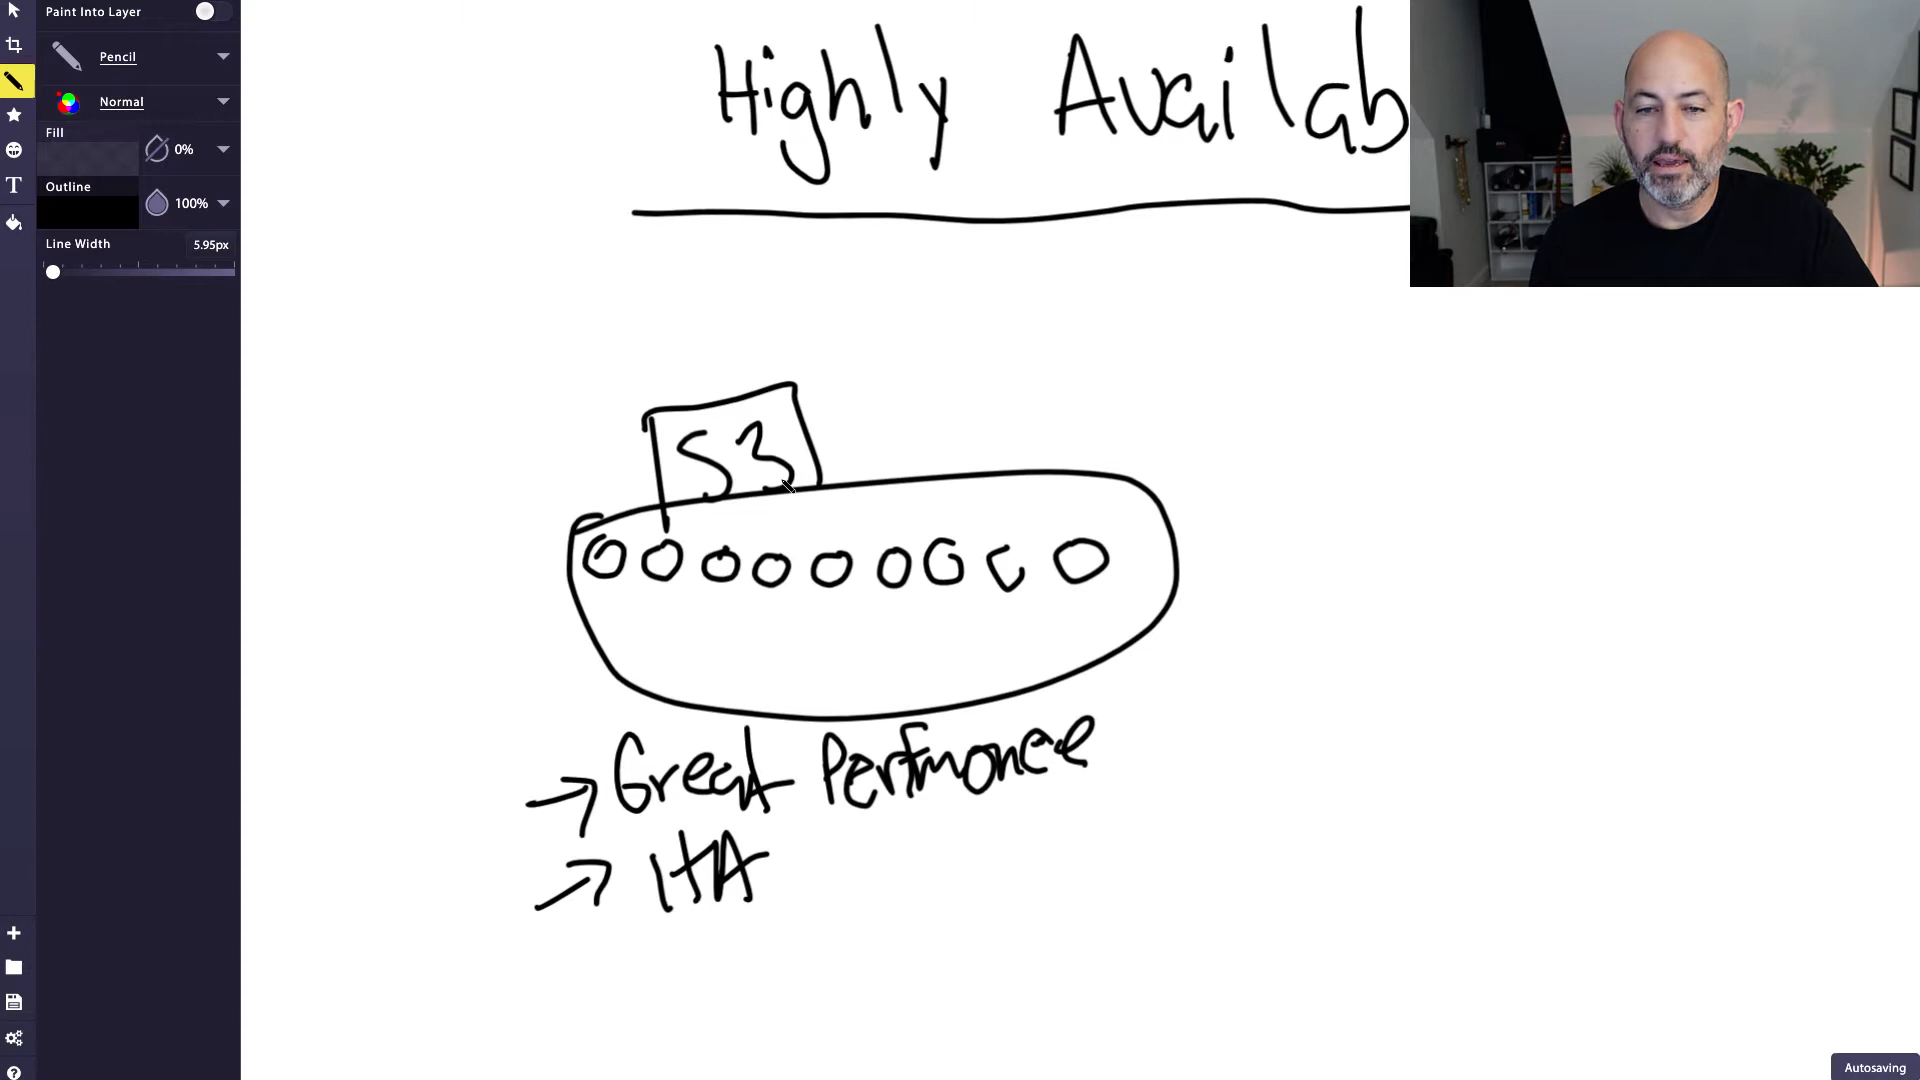 Paint Into Layer
Pencil
Normal
Fill
0%
Outline
100%
Line Width
5.95px
Highly Availab
S3
Great Perfmonce
HA
Autosaving